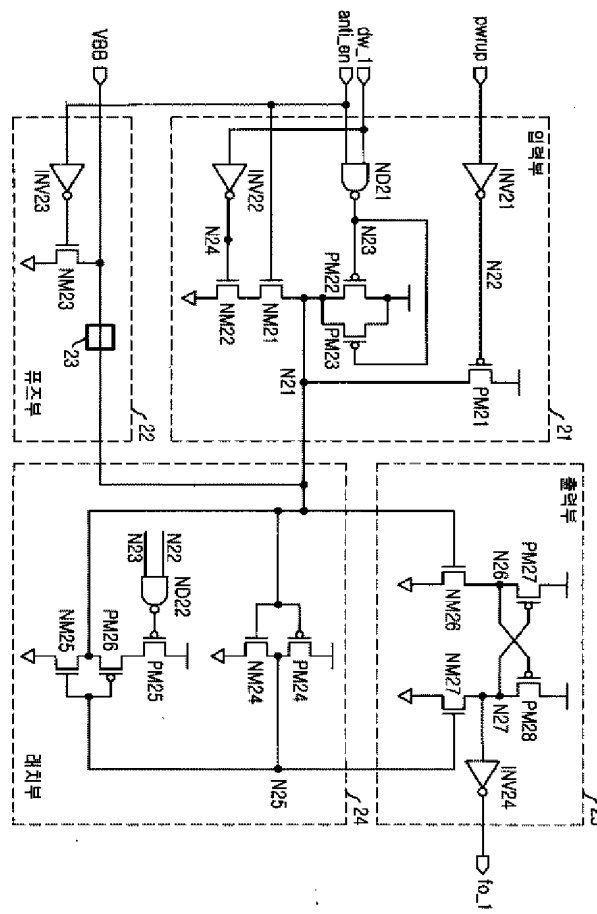 pwrup
dw_1
anti_en
VBB
입력부
INV21
N22
PM21
ND21
N23
PM22
PM23
INV22
N24
NM21
NM22
N21
21
INV23
NM23
23
퓨즈부
22
출력부
PM27
N26
PM28
NM26
NM27
N27
INV24
fo_1
N22
N23
ND22
PM25
PM26
NM25
PM24
NM24
N25
래치부
24